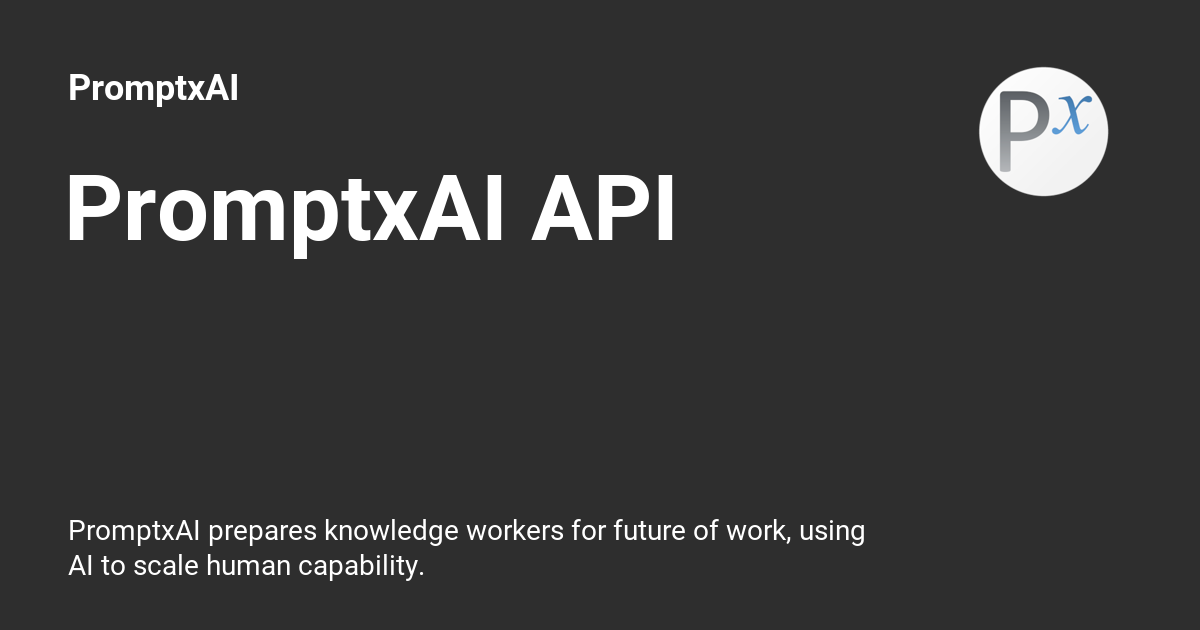 PromptxAI
Px
PromptxAI API
PromptxAI prepares knowledge workers for future of work, using
AI to scale human capability.